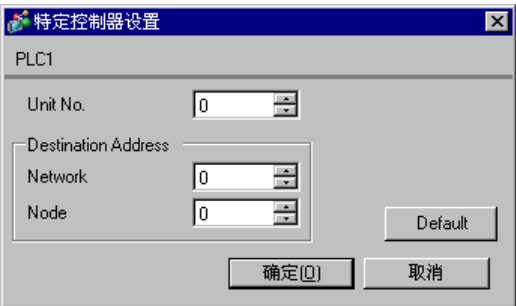 特定控制器设置
PLC1
Unit No. 0
Destination Address
Network 0
Node 0
Default
确定(O) 取消